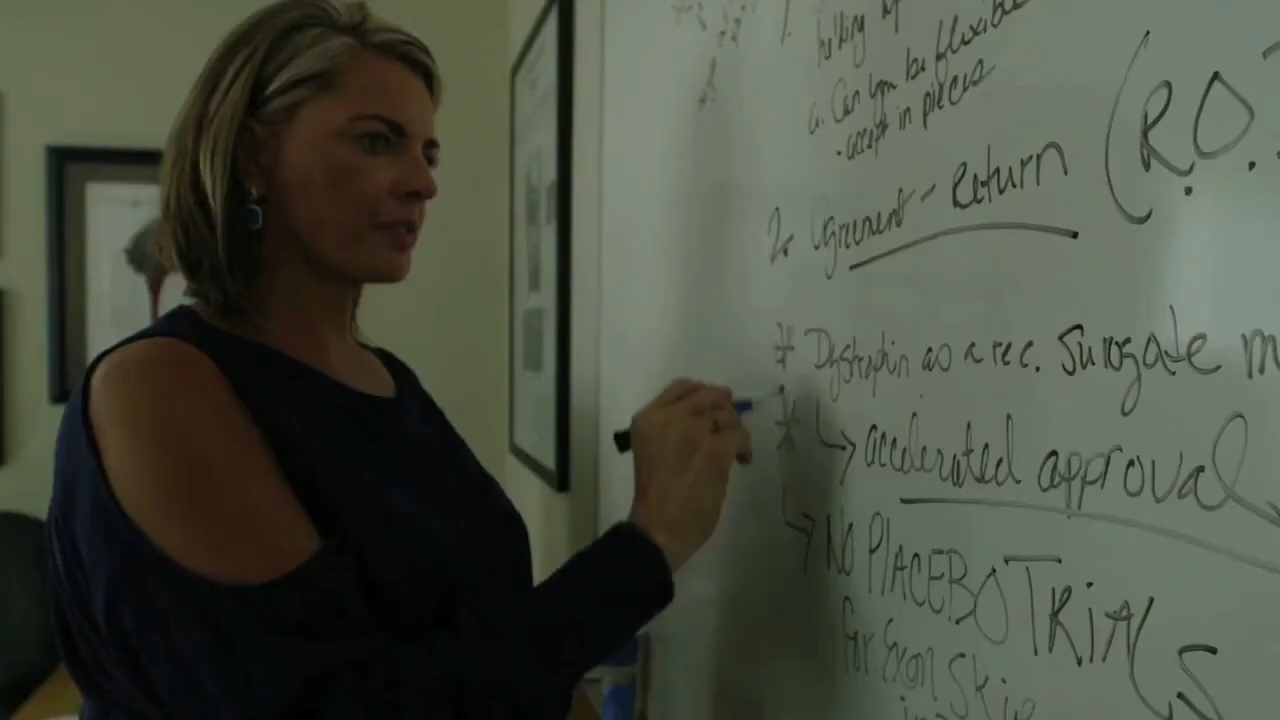 1.
a. Can you be flexible
- accept in pieces
2. agreement - Return (R.O.
* Dystrophin as a rec. surogate m
* ↳ accelerated approval
↳ NO PLACEBO TRIALS
for Exon Skip